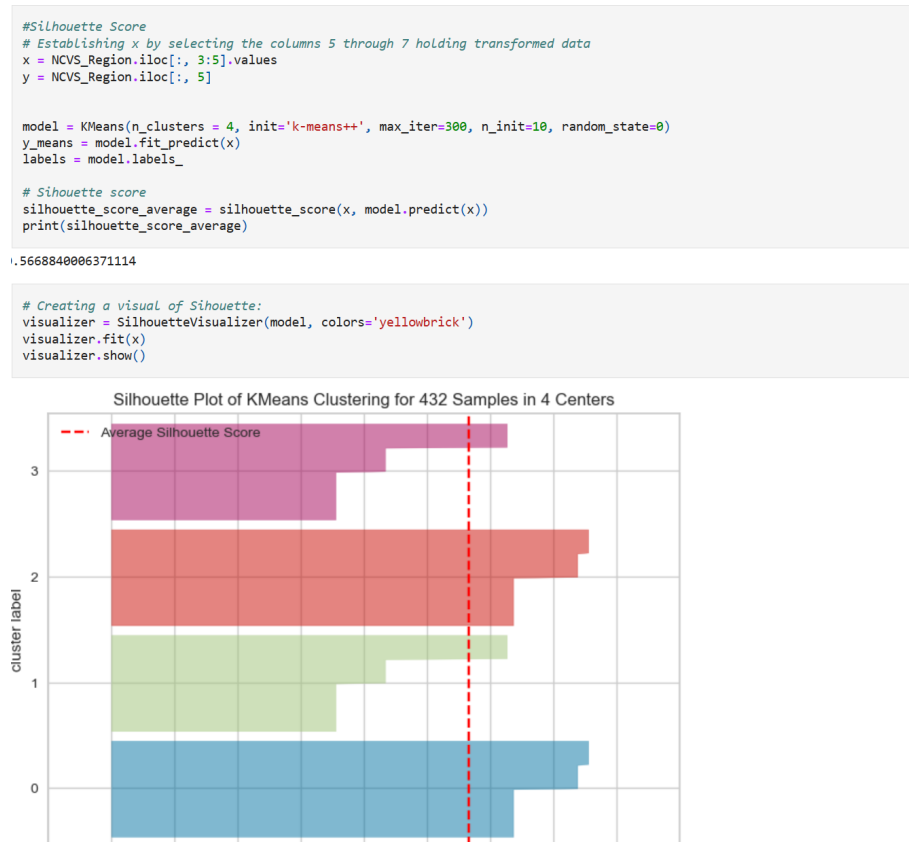 #Silhouette Score
# Establishing x by selecting the columns 5 through 7 holding transformed data
x = NCVS_Region.iloc[:, 3:5].values
y = NCVS_Region.iloc[:, 5]
model = KMeans(n_clusters = 4, init='k-means++', max_iter=300, n_init=10, random_state=0)
y_means = model.fit_predict(x)
labels = model.labels_
# Sihouette score
silhouette_score_average = silhouette_score(x, model.predict(x))
print(silhouette_score_average)
.5668840006371114
# Creating a visual of Sihouette:
visualizer = SilhouetteVisualizer(model, colors='yellowbrick')
visualizer.fit(x)
visualizer.show()
Silhouette Plot of KMeans Clustering for 432 Samples in 4 Centers
Average Silhouette Score
3
2
1
0
cluster label